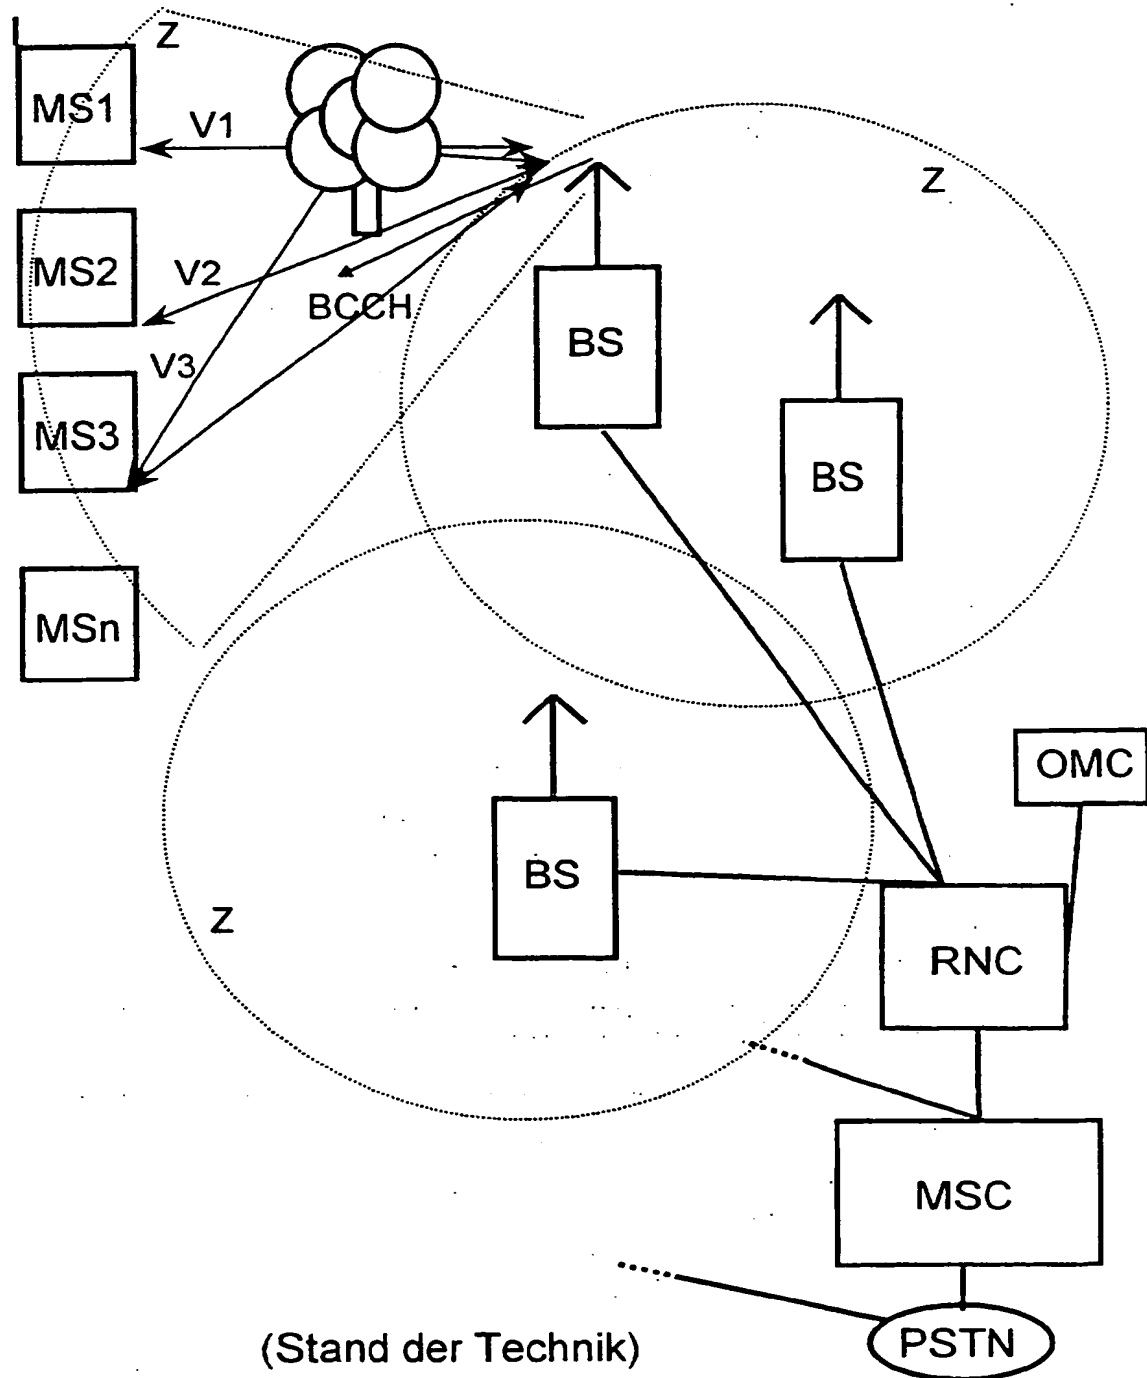 Z
MS1
V1
Z
MS2
V2
BCCH
BS
V3
MS3
BS
MSn
OMC
BS
Z
RNC
MSC
PSTN
(Stand der Technik)